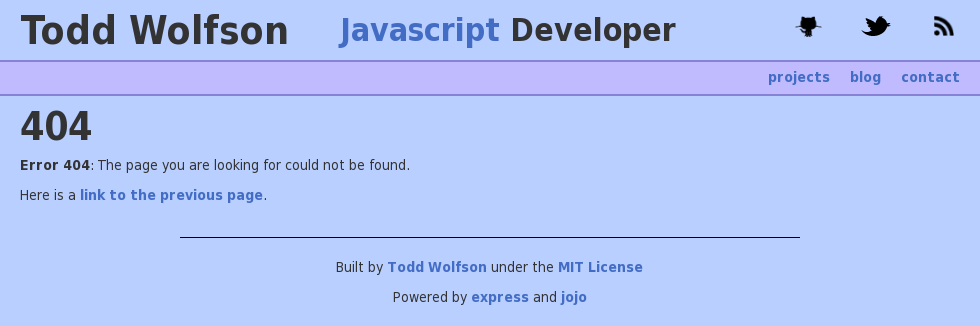 Todd Wolfson Javascript Developer
projects blog contact
404
Error 404: The page you are looking for could not be found.
Here is a link to the previous page.
Built by Todd Wolfson under the MIT License
Powered by express and jojo